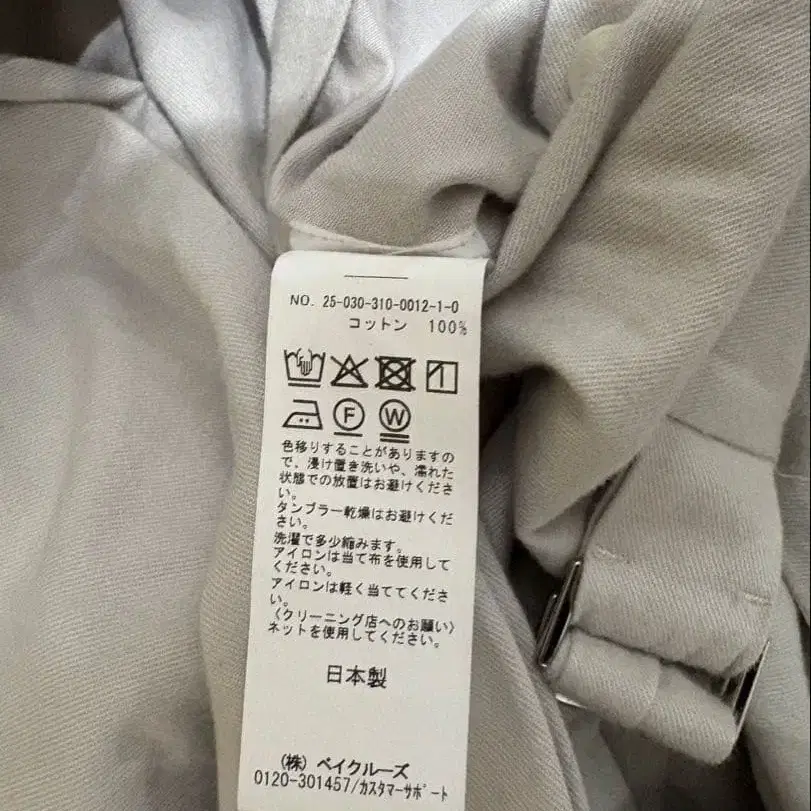 NO. 25-030-310-0012-1-0
コットン 100%
F W
色移りすることがありますの
で、浸け置き洗いや、濡れた
状態での放置はお避けくださ
い。
タンブラー乾燥はお避けくだ
さい。
洗濯で多少縮みます。
アイロンは当て布を使用して
ください。
アイロンは軽く当ててくださ
い。
〈クリーニング店へのお願い〉
ネットを使用してください。
日本製
(株) ベイクルーズ
0120-301457/カスタマーサポート